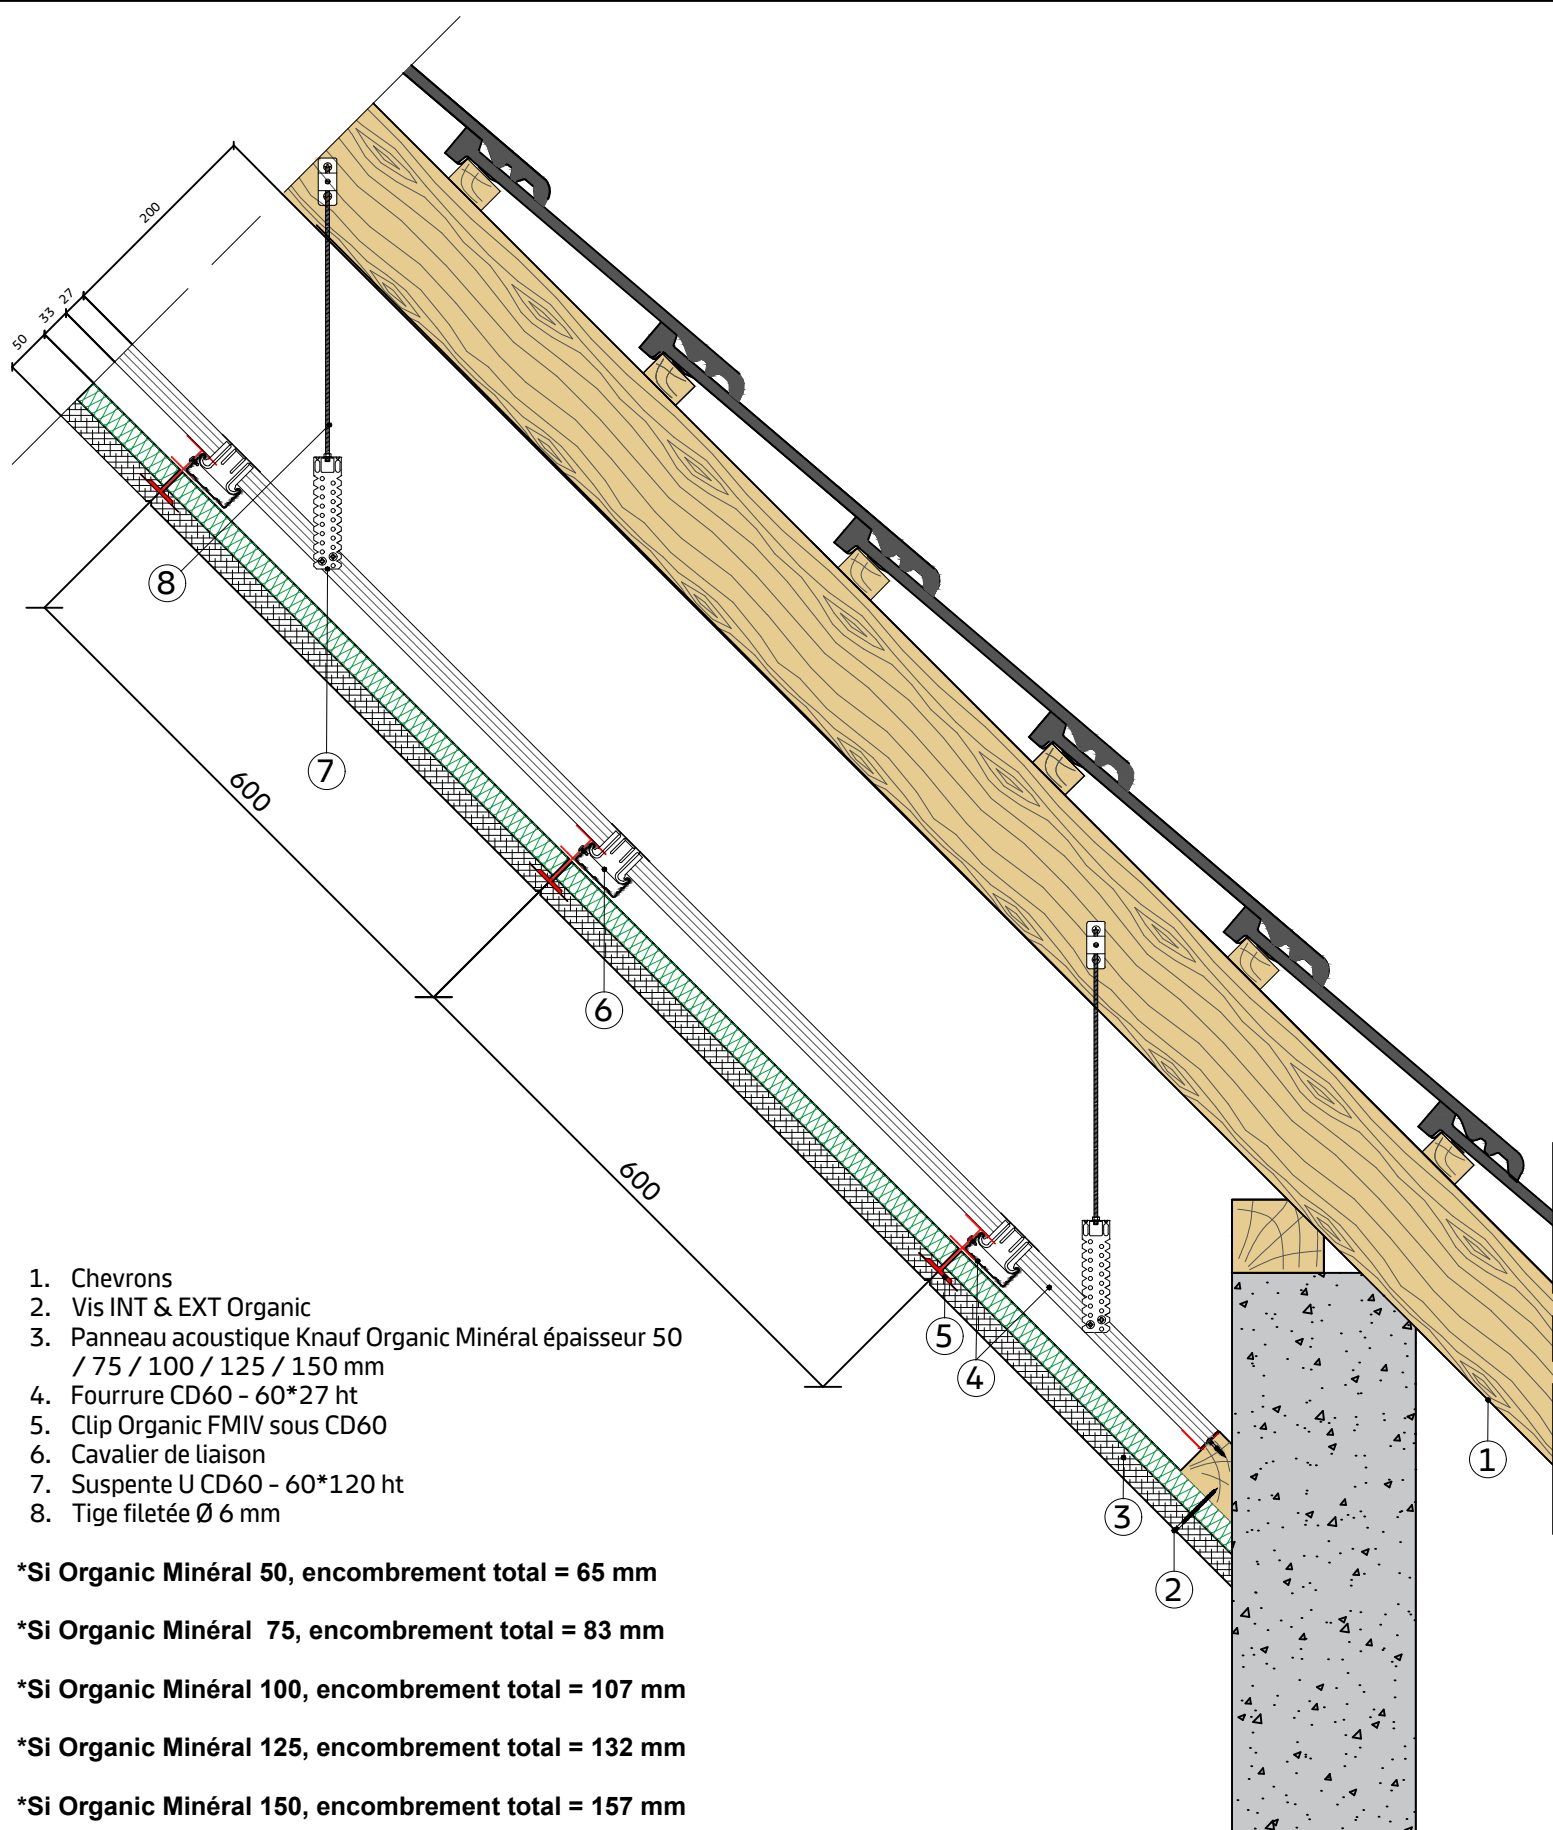 200
27
33
50
8
7
600
6
600
5
4
1
3
2
1. Chevrons
2. Vis INT & EXT Organic
3. Panneau acoustique Knauf Organic Minéral épaisseur 50
/ 75 / 100 / 125 / 150 mm
4. Fourrure CD60 - 60*27 ht
5. Clip Organic FMIV sous CD60
6. Cavalier de liaison
7. Suspente U CD60 - 60*120 ht
8. Tige filetée Ø 6 mm
*Si Organic Minéral 50, encombrement total = 65 mm
*Si Organic Minéral  75, encombrement total = 83 mm
*Si Organic Minéral 100, encombrement total = 107 mm
*Si Organic Minéral 125, encombrement total = 132 mm
*Si Organic Minéral 150, encombrement total = 157 mm